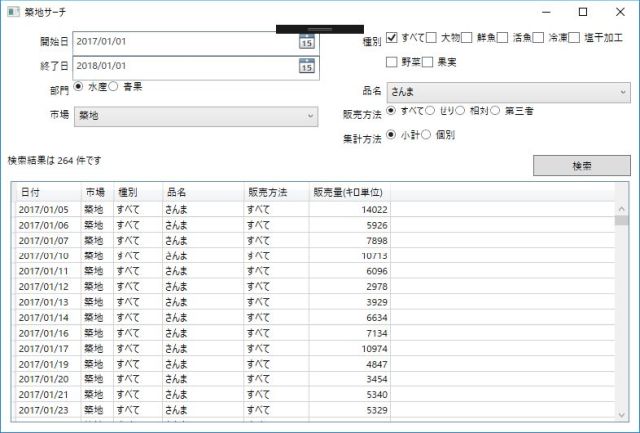 築地サーチ
開始日 2017/01/01 15
種別 すべて 大物 鮮魚 活魚 冷凍 塩干加工
終了日 2018/01/01 15
野菜 果実
部門 水産 青果
品名 さんま
市場 築地
販売方法 すべて せり 相対 第三者
集計方法 小計 個別
検索結果は 264 件です
検索
日付 市場 種別 品名 販売方法 販売量(キロ単位)
2017/01/05 築地 すべて さんま すべて 14022
2017/01/06 築地 すべて さんま すべて 5926
2017/01/07 築地 すべて さんま すべて 7898
2017/01/10 築地 すべて さんま すべて 10713
2017/01/11 築地 すべて さんま すべて 6096
2017/01/12 築地 すべて さんま すべて 2978
2017/01/13 築地 すべて さんま すべて 3929
2017/01/14 築地 すべて さんま すべて 6634
2017/01/16 築地 すべて さんま すべて 7134
2017/01/17 築地 すべて さんま すべて 10974
2017/01/19 築地 すべて さんま すべて 4847
2017/01/20 築地 すべて さんま すべて 3454
2017/01/21 築地 すべて さんま すべて 5340
2017/01/23 築地 すべて さんま すべて 5329